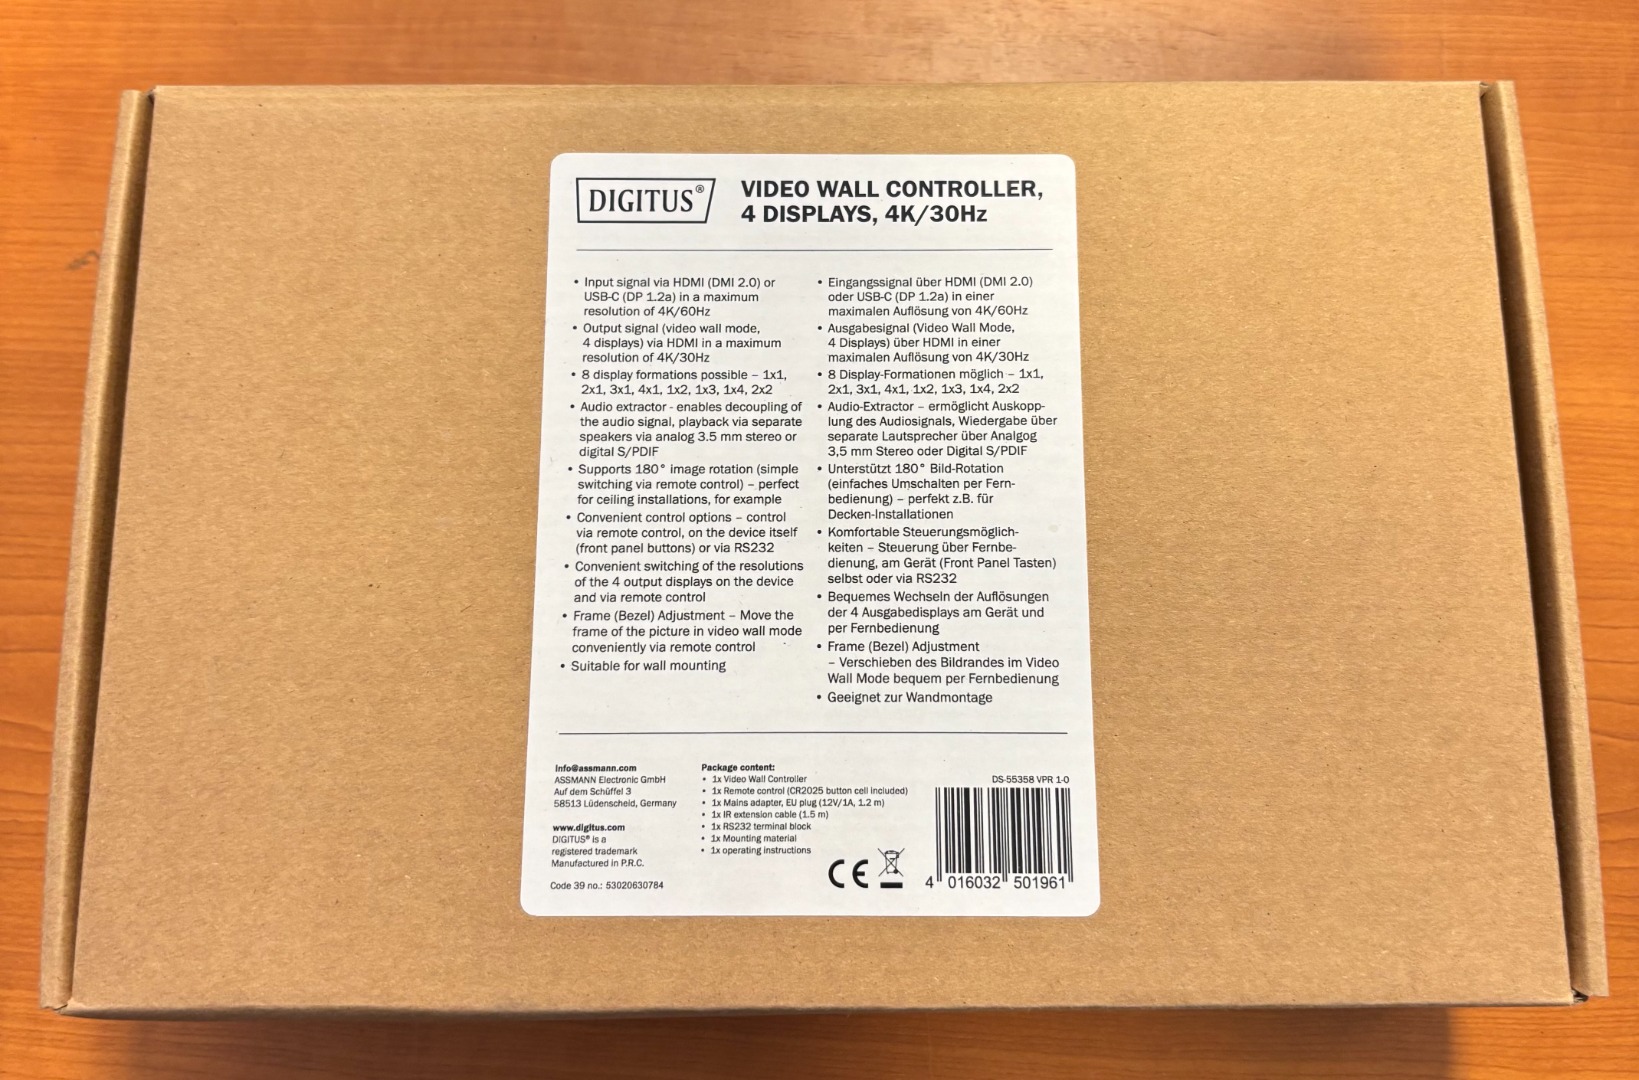 DIGITUS®
VIDEO WALL CONTROLLER,
4 DISPLAYS, 4K/30Hz
• Input signal via HDMI (DMI 2.0) or
USB-C (DP 1.2a) in a maximum
resolution of 4K/60Hz
• Output signal (video wall mode,
4 displays) via HDMI in a maximum
resolution of 4K/30Hz
• 8 display formations possible – 1x1,
2x1, 3x1, 4x1, 1x2, 1x3, 1x4, 2x2
• Audio extractor - enables decoupling of
the audio signal, playback via separate
speakers via analog 3.5 mm stereo or
digital S/PDIF
• Supports 180° image rotation (simple
switching via remote control) – perfect
for ceiling installations, for example
• Convenient control options – control
via remote control, on the device itself
(front panel buttons) or via RS232
• Convenient switching of the resolutions
of the 4 output displays on the device
and via remote control
• Frame (Bezel) Adjustment – Move the
frame of the picture in video wall mode
conveniently via remote control
• Suitable for wall mounting
• Eingangssignal über HDMI (DMI 2.0)
oder USB-C (DP 1.2a) in einer
maximalen Auflösung von 4K/60Hz
• Ausgabesignal (Video Wall Mode,
4 Displays) über HDMI in einer
maximalen Auflösung von 4K/30Hz
• 8 Display-Formationen möglich – 1x1,
2x1, 3x1, 4x1, 1x2, 1x3, 1x4, 2x2
• Audio-Extractor – ermöglicht Auskopp-
lung des Audiosignals, Wiedergabe über
separate Lautsprecher über Analgog
3,5 mm Stereo oder Digital S/PDIF
• Unterstützt 180° Bild-Rotation
(einfaches Umschalten per Fern-
bedienung) – perfekt z.B. für
Decken-Installationen
• Komfortable Steuerungsmöglich-
keiten – Steuerung über Fernbe-
dienung, am Gerät (Front Panel Tasten)
selbst oder via RS232
• Bequemes Wechseln der Auflösungen
der 4 Ausgabedisplays am Gerät und
per Fernbedienung
• Frame (Bezel) Adjustment
– Verschieben des Bildrandes im Video
Wall Mode bequem per Fernbedienung
• Geeignet zur Wandmontage
info@assmann.com
ASSMANN Electronic GmbH
Auf dem Schüffel 3
58513 Lüdenscheid, Germany
www.digitus.com
DIGITUS® is a
registered trademark
Manufactured in P.R.C.
Code 39 no.: 53020630784
Package content:
• 1x Video Wall Controller
• 1x Remote control (CR2025 button cell included)
• 1x Mains adapter, EU plug (12V/1A, 1.2 m)
• 1x IR extension cable (1.5 m)
• 1x RS232 terminal block
• 1x Mounting material
• 1x operating instructions
CE
DS-55358 VPR 1-0
4 016032 501961